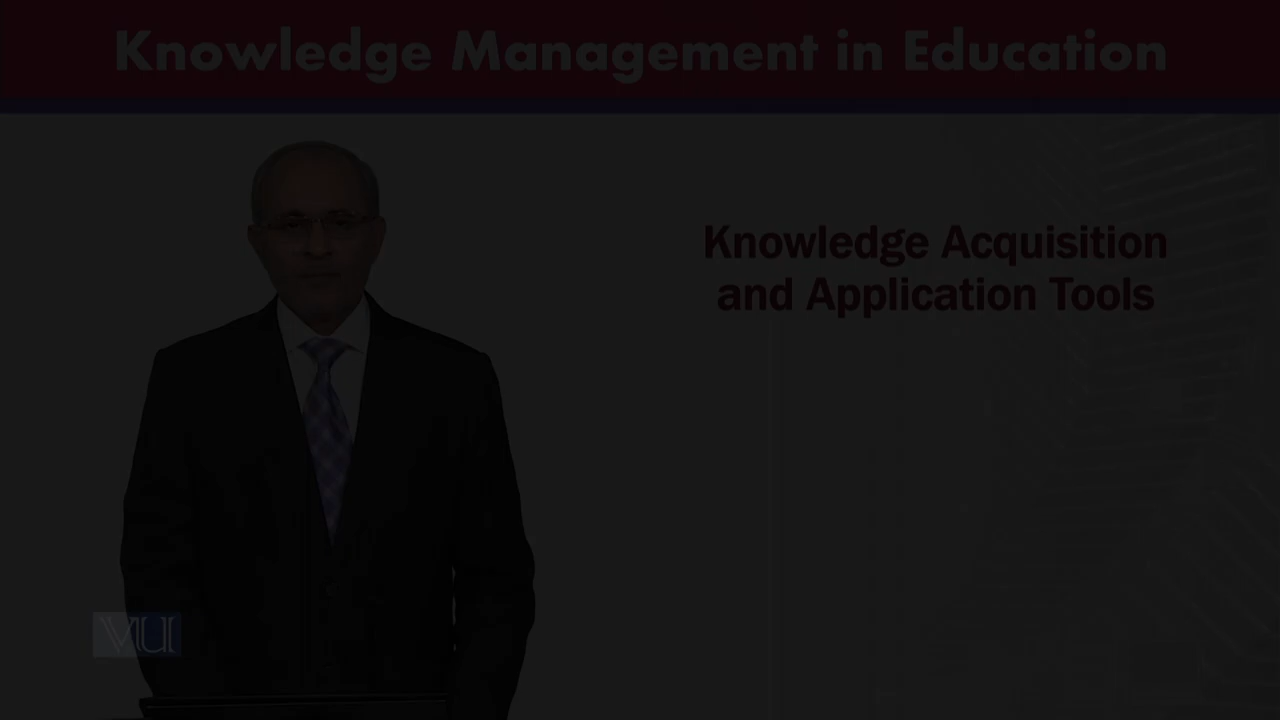 Knowledge Management in Education
Knowledge Acquisition
and Application Tools
VU